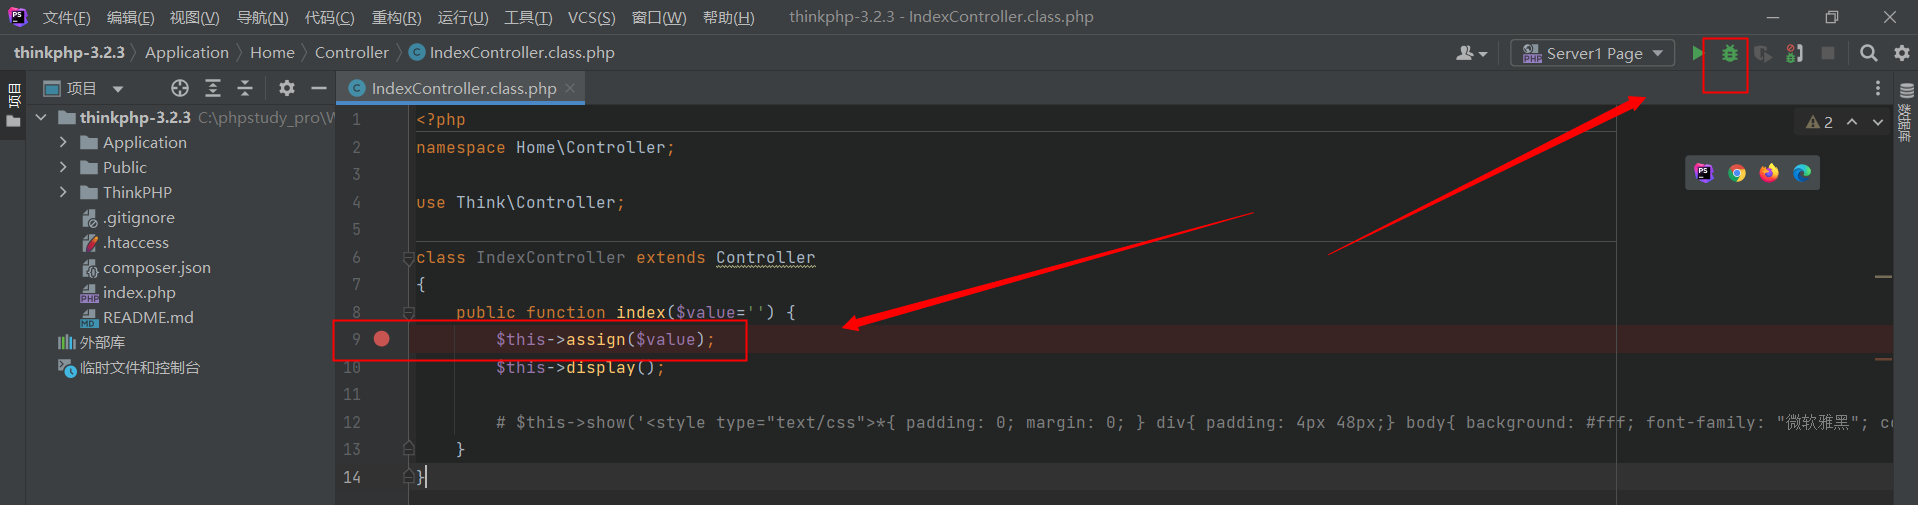 文件(F) 编辑(E) 视图(V) 导航(N) 代码(C) 重构(R) 运行(U) 工具(T) VCS(S) 窗口(W) 帮助(H) thinkphp-3.2.3 - IndexController.class.php
thinkphp-3.2.3 Application Home Controller IndexController.class.php Server1 Page
项目
项目
IndexController.class.php
数据库
thinkphp-3.2.3 C:\phpstudy_pro\W
Application
Public
ThinkPHP
.gitignore
.htaccess
composer.json
index.php
README.md
外部库
临时文件和控制台
2
1 <?php
2 namespace Home\Controller;
3
4 use Think\Controller;
5
6 class IndexController extends Controller
7 {
8 public function index($value='') {
9 $this->assign($value);
10 $this->display();
11
12 # $this->show('<style type="text/css">*{ padding: 0; margin: 0; } div{ padding: 4px 48px;} body{ background: #fff; font-family: "微软雅黑"; co
13 }
14 }